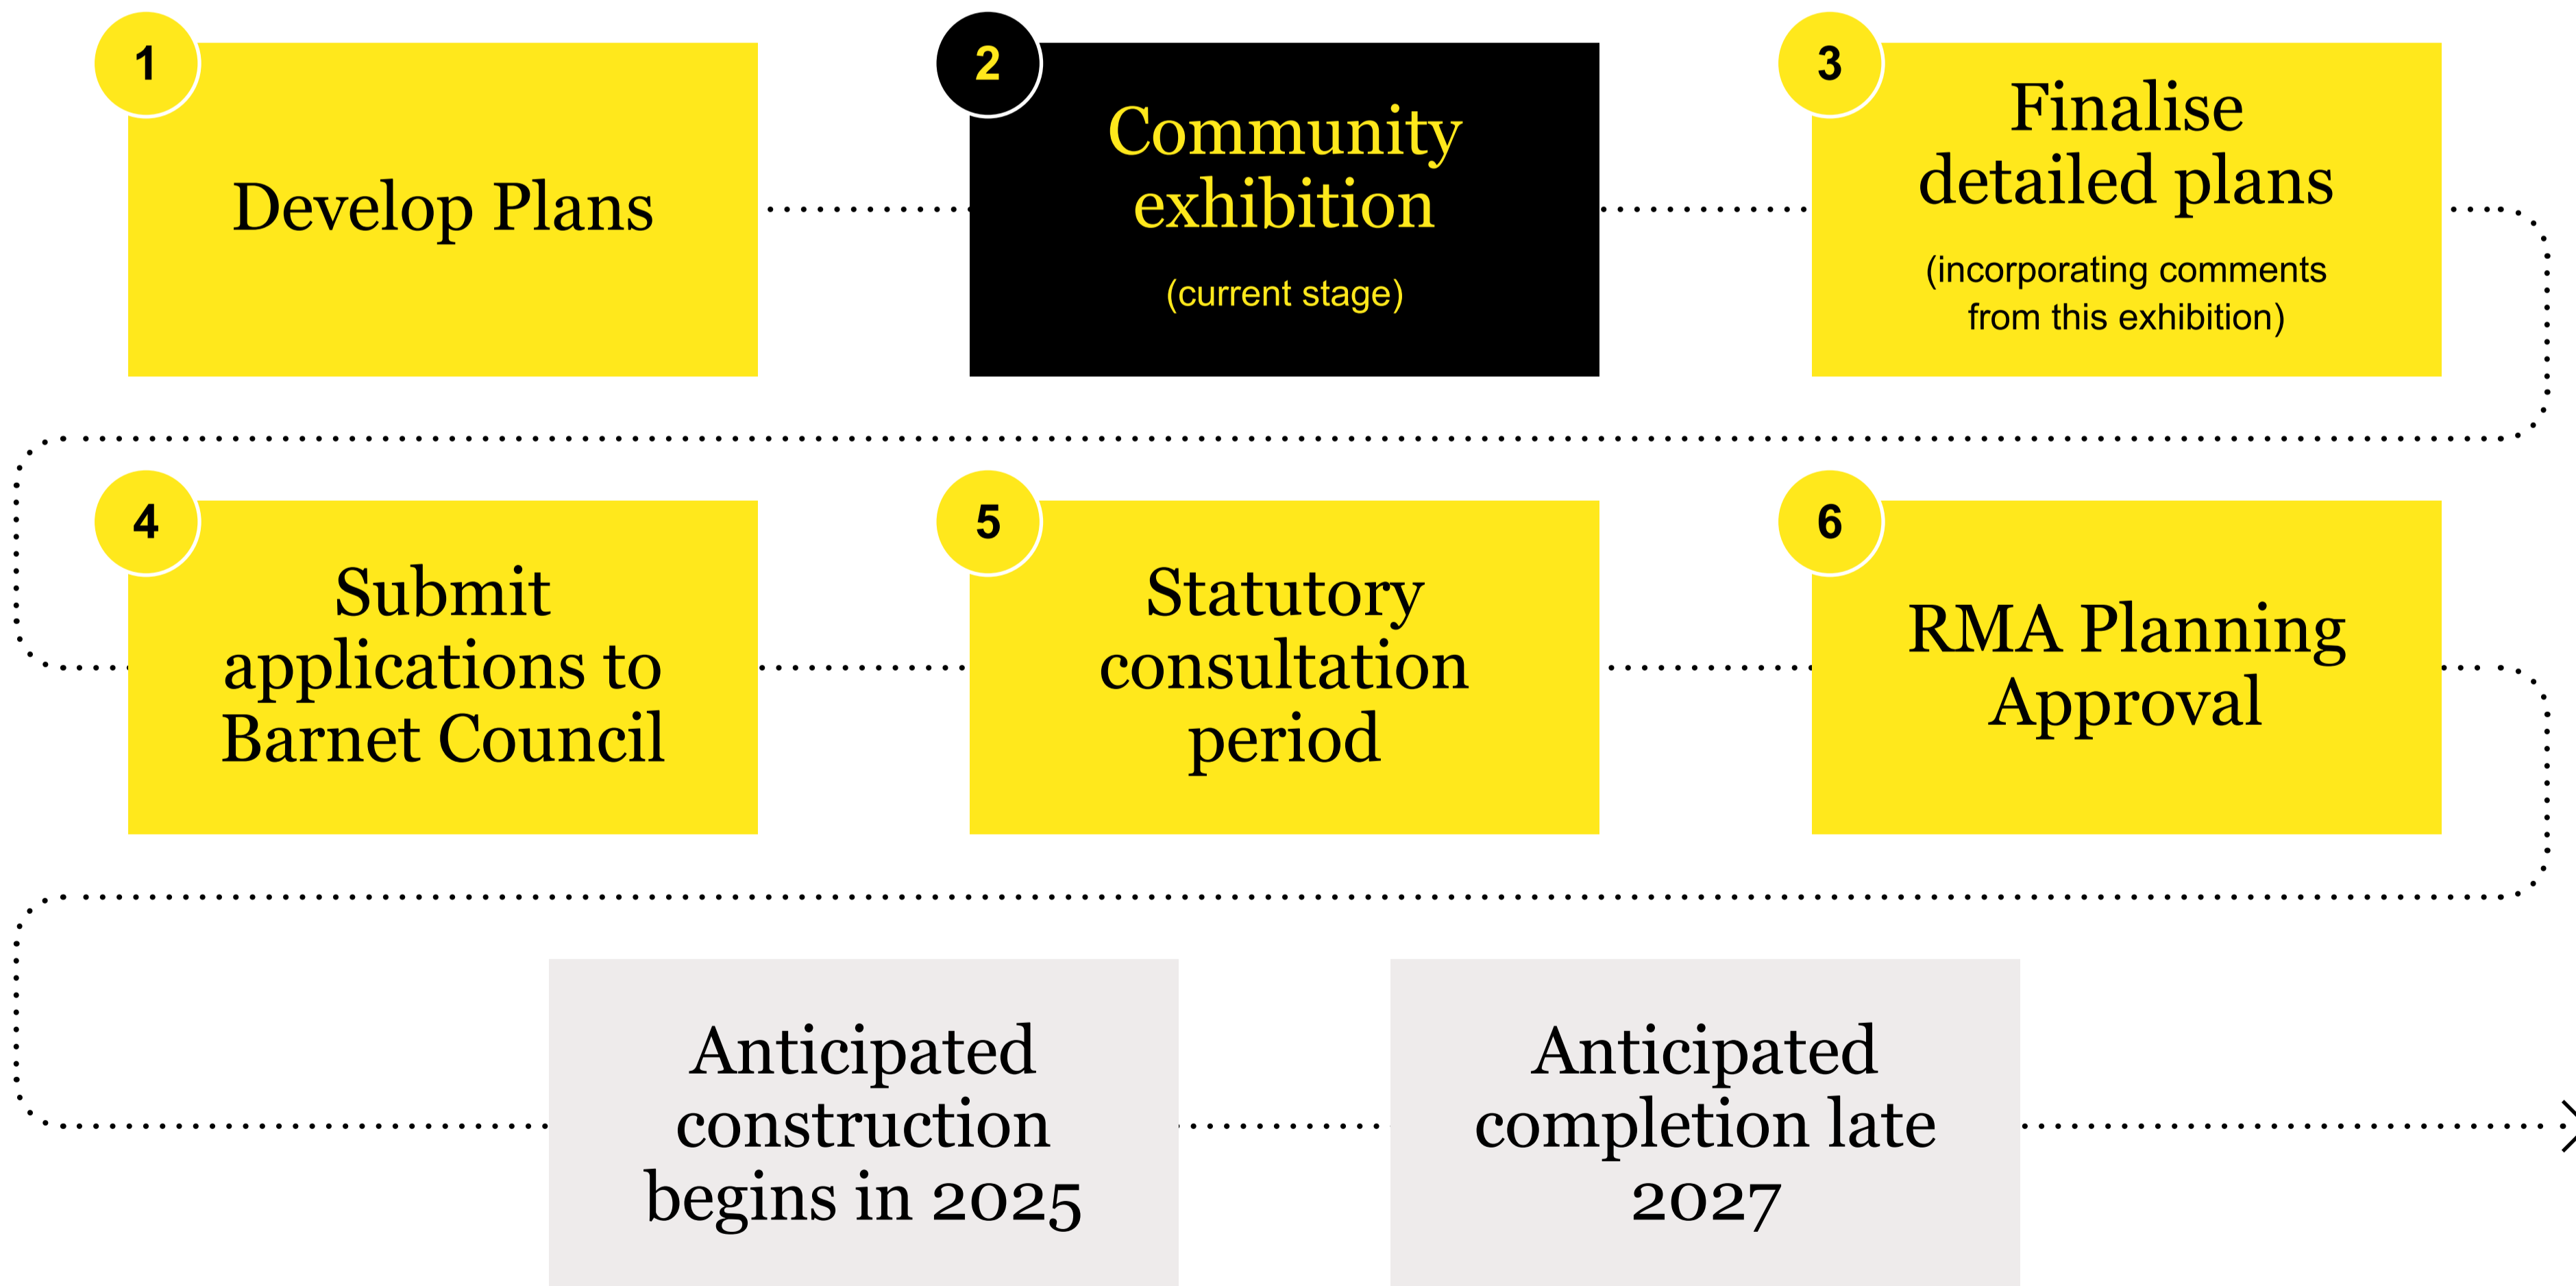 1
Develop Plans
2
Community
exhibition
(current stage)
3
Finalise
detailed plans
(incorporating comments
from this exhibition)
4
Submit
applications to
Barnet Council
5
Statutory
consultation
period
6
RMA Planning
Approval
Anticipated
construction
begins in 2025
Anticipated
completion late
2027